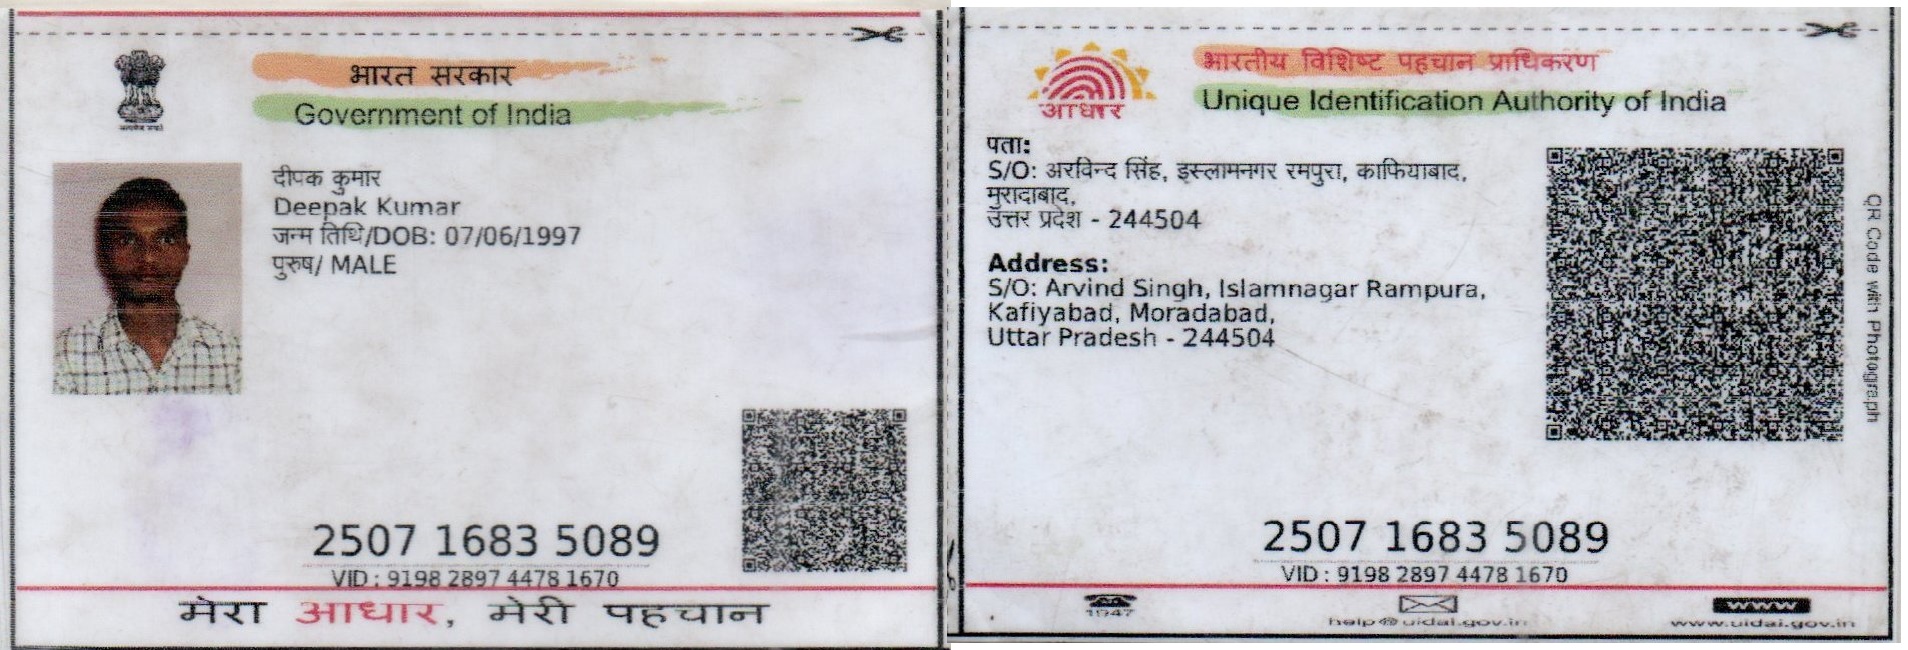 भारत सरकार
Government of India
दीपक कुमार
Deepak Kumar
जन्म तिथि/DOB: 07/06/1997
पुरुष/ MALE
2507 1683 5089
VID : 9198 2897 4478 1670
मेरा आधार, मेरी पहचान
आधार
भारतीय विशिष्ट पहचान प्राधिकरण
Unique Identification Authority of India
पता:
S/O: अरविन्द सिंह, इस्लामनगर रमपुरा, काफियाबाद,
मुरादाबाद,
उत्तर प्रदेश - 244504
Address:
S/O: Arvind Singh, Islamnagar Rampura,
Kafiyabad, Moradabad,
Uttar Pradesh - 244504
QR Code with Photograph
2507 1683 5089
VID : 9198 2897 4478 1670
1947
help@uidai.gov.in
www
www.uidai.gov.in